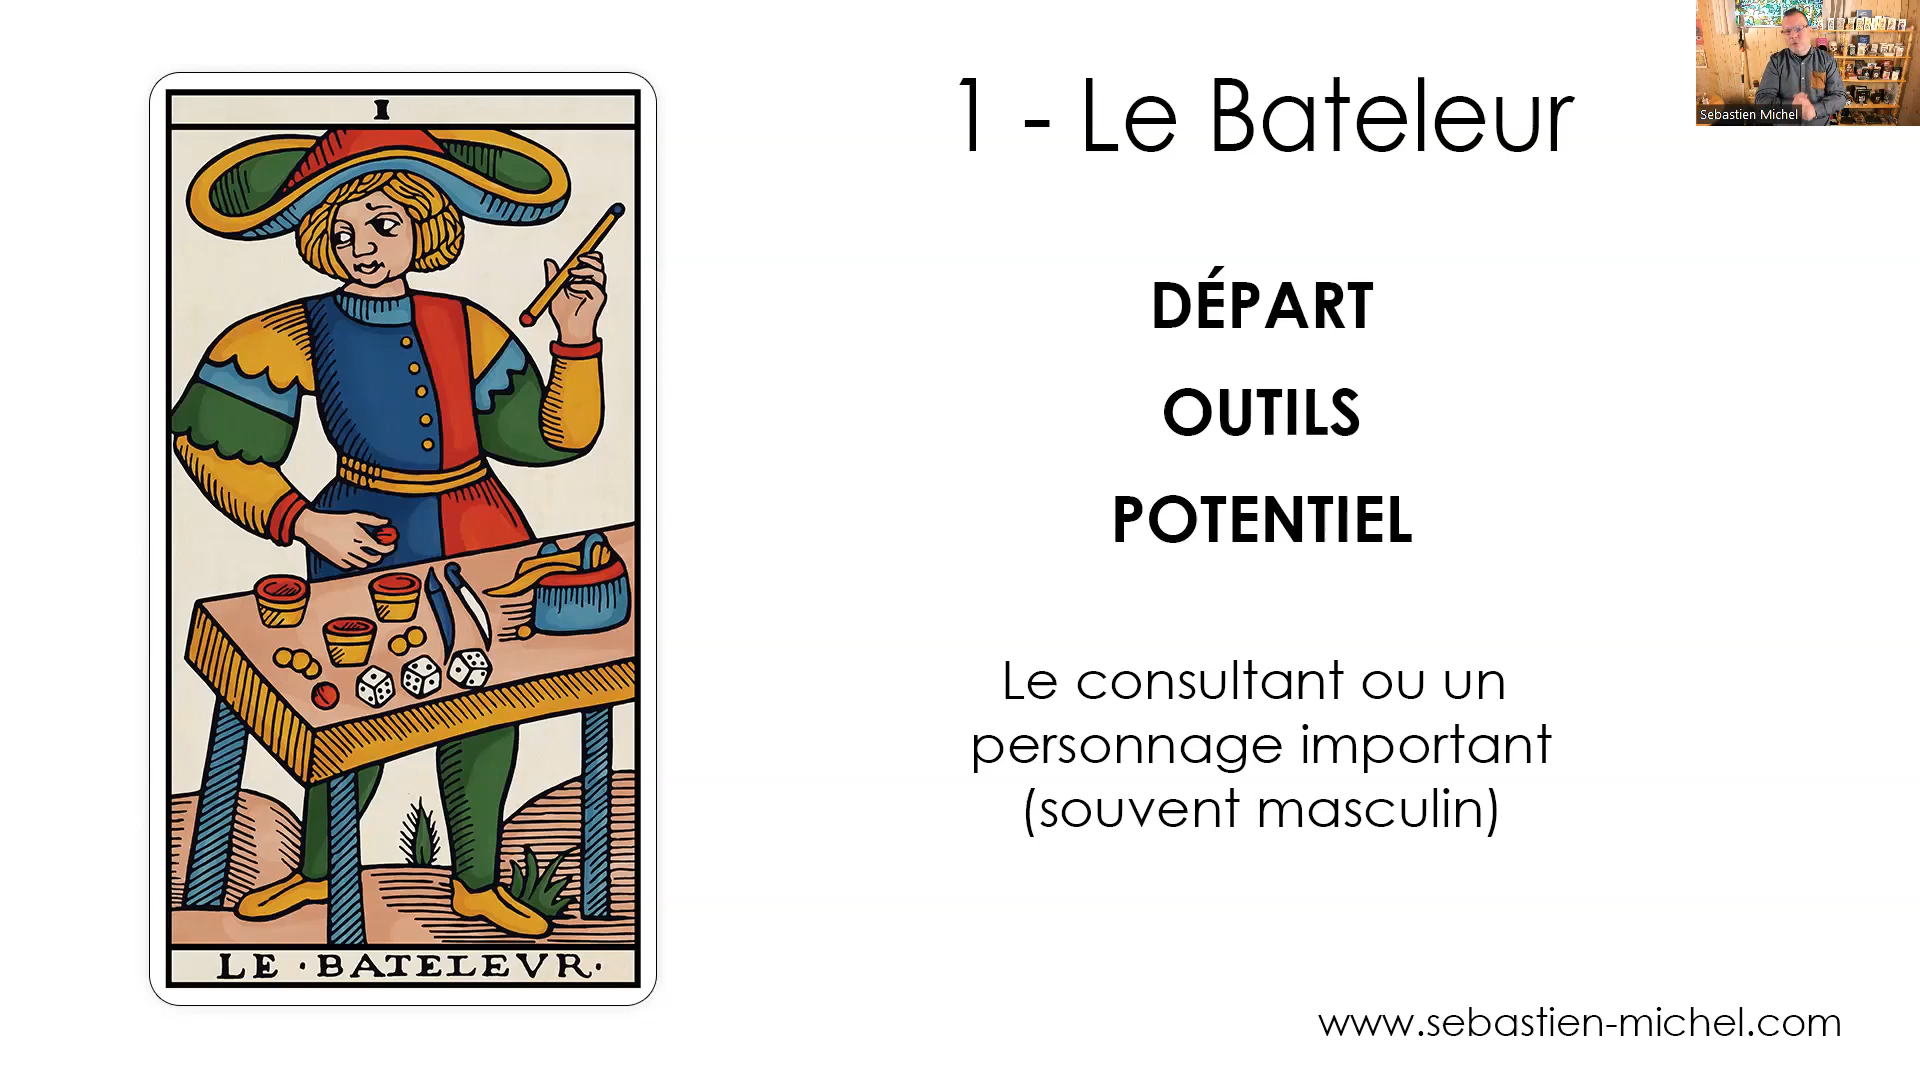 I
LE · BATELEVR ·
1 - Le Bateleur
DÉPART
OUTILS
POTENTIEL
Le consultant ou un
personnage important
(souvent masculin)
www.sebastien-michel.com
Sebastien Michel